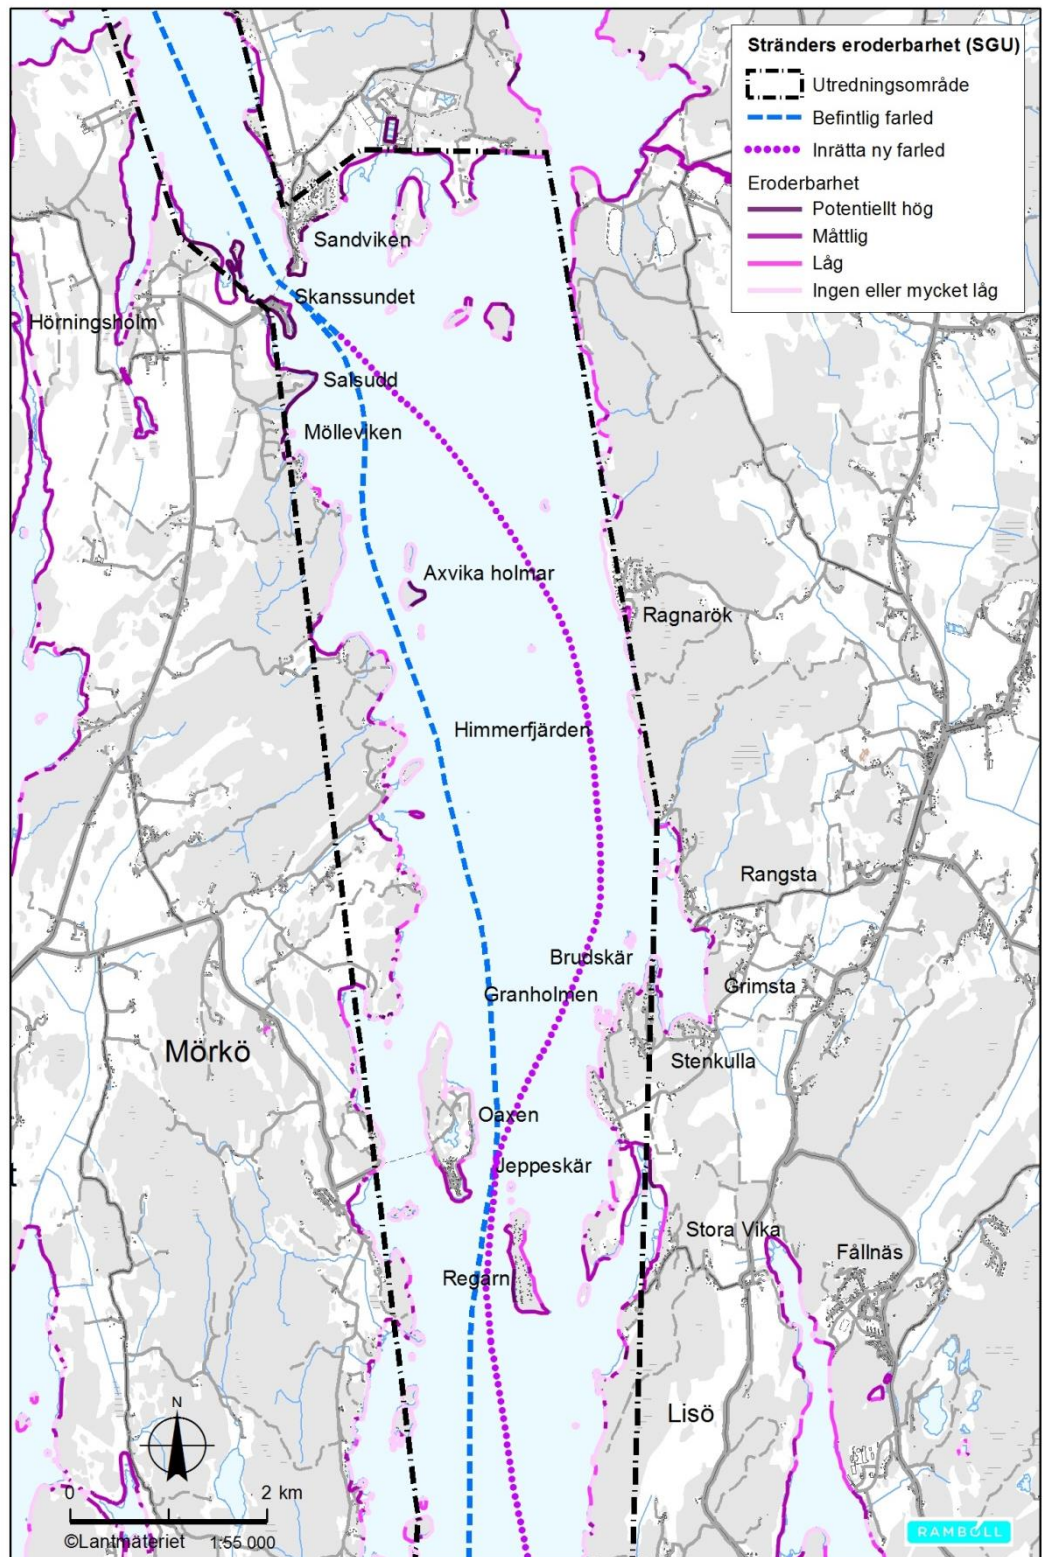 Stränders eroderbarhet (SGU)
Utredningsområde
Befintlig farled
Inrätta ny farled
Eroderbarhet
Potentiellt hög
Måttlig
Låg
Ingen eller mycket låg
Sandviken
Skanssundet
Hörningsholm
Salsudd
Mölleviken
Axvika holmar
Ragnarök
Himmerfjärden
Rangsta
Brudskär
Granholmen
Grimsta
Mörkö
Stenkulla
Oaxen
Jeppeskär
t
Stora Vika
Fållnäs
Regarn
Lisö
N
0 2 km
©Lantmäteriet 1:55 000
RAMBOLL